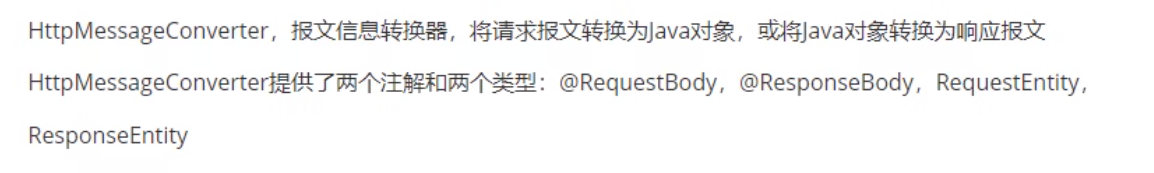 HttpMessageConverter，报文信息转换器，将请求报文转换为Java对象，或将Java对象转换为响应报文
HttpMessageConverter提供了两个注解和两个类型：@RequestBody，@ResponseBody，RequestEntity，
ResponseEntity